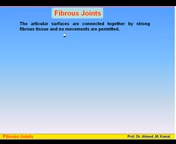 Fibrous Joints
The articular surfaces are connected together by strong
fibrous tissue and no movements are permitted.
Fibrous Joints
Prof. Dr. Ahmed .M. Kamal